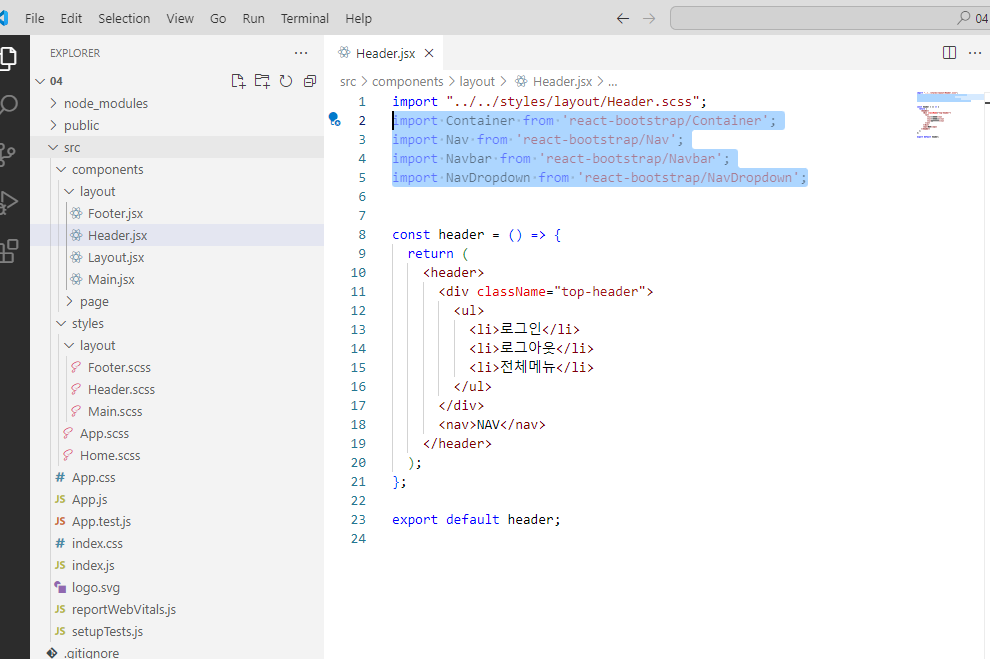 File Edit Selection View Go Run Terminal Help
04
EXPLORER
04
node_modules
public
src
components
layout
Footer.jsx
Header.jsx
Layout.jsx
Main.jsx
page
styles
layout
Footer.scss
Header.scss
Main.scss
App.scss
Home.scss
# App.css
JS App.js
JS App.test.js
# index.css
JS index.js
logo.svg
JS reportWebVitals.js
JS setupTests.js
.gitignore
Header.jsx
src > components > layout > Header.jsx > ...
1 import "../../styles/layout/Header.scss";
2 import Container from 'react-bootstrap/Container';
3 import Nav from 'react-bootstrap/Nav';
4 import Navbar from 'react-bootstrap/Navbar';
5 import NavDropdown from 'react-bootstrap/NavDropdown';
6
7
8 const header = () => {
9 return (
10 <header>
11 <div className="top-header">
12 <ul>
13 <li>로그인</li>
14 <li>로그아웃</li>
15 <li>전체메뉴</li>
16 </ul>
17 </div>
18 <nav>NAV</nav>
19 </header>
20 );
21 };
22
23 export default header;
24